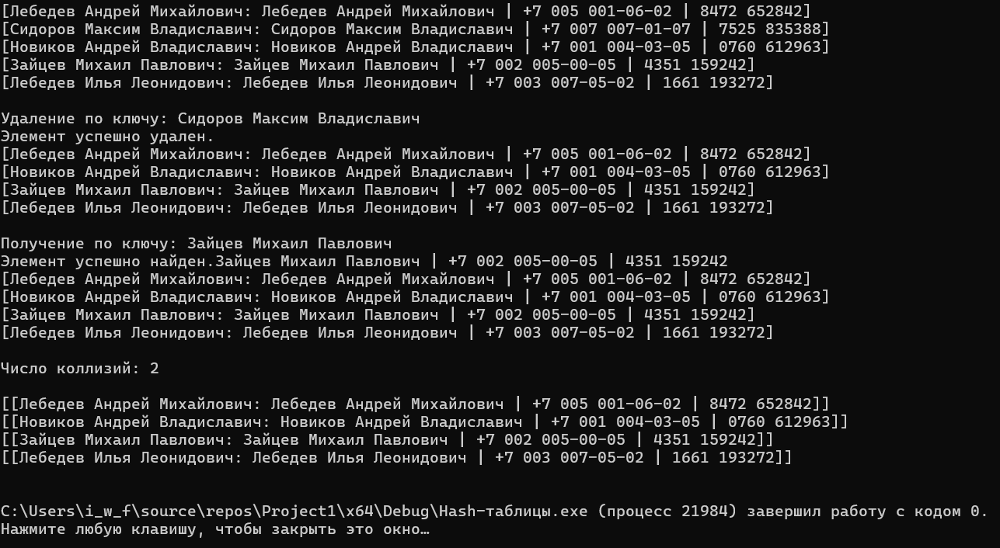 [Лебедев Андрей Михайлович: Лебедев Андрей Михайлович | +7 005 001-06-02 | 8472 652842]
[Сидоров Максим Владиславич: Сидоров Максим Владиславич | +7 007 007-01-07 | 7525 835388]
[Новиков Андрей Владиславич: Новиков Андрей Владиславич | +7 001 004-03-05 | 0760 612963]
[Зайцев Михаил Павлович: Зайцев Михаил Павлович | +7 002 005-00-05 | 4351 159242]
[Лебедев Илья Леонидович: Лебедев Илья Леонидович | +7 003 007-05-02 | 1661 193272]
Удаление по ключу: Сидоров Максим Владиславич
Элемент успешно удален.
[Лебедев Андрей Михайлович: Лебедев Андрей Михайлович | +7 005 001-06-02 | 8472 652842]
[Новиков Андрей Владиславич: Новиков Андрей Владиславич | +7 001 004-03-05 | 0760 612963]
[Зайцев Михаил Павлович: Зайцев Михаил Павлович | +7 002 005-00-05 | 4351 159242]
[Лебедев Илья Леонидович: Лебедев Илья Леонидович | +7 003 007-05-02 | 1661 193272]
Получение по ключу: Зайцев Михаил Павлович
Элемент успешно найден.Зайцев Михаил Павлович | +7 002 005-00-05 | 4351 159242
[Лебедев Андрей Михайлович: Лебедев Андрей Михайлович | +7 005 001-06-02 | 8472 652842]
[Новиков Андрей Владиславич: Новиков Андрей Владиславич | +7 001 004-03-05 | 0760 612963]
[Зайцев Михаил Павлович: Зайцев Михаил Павлович | +7 002 005-00-05 | 4351 159242]
[Лебедев Илья Леонидович: Лебедев Илья Леонидович | +7 003 007-05-02 | 1661 193272]
Число коллизий: 2
[[Лебедев Андрей Михайлович: Лебедев Андрей Михайлович | +7 005 001-06-02 | 8472 652842]]
[[Новиков Андрей Владиславич: Новиков Андрей Владиславич | +7 001 004-03-05 | 0760 612963]]
[[Зайцев Михаил Павлович: Зайцев Михаил Павлович | +7 002 005-00-05 | 4351 159242]]
[[Лебедев Илья Леонидович: Лебедев Илья Леонидович | +7 003 007-05-02 | 1661 193272]]
C:\Users\i_w_f\source\repos\Project1\x64\Debug\Hash-таблицы.exe (процесс 21984) завершил работу с кодом 0.
Нажмите любую клавишу, чтобы закрыть это окно…